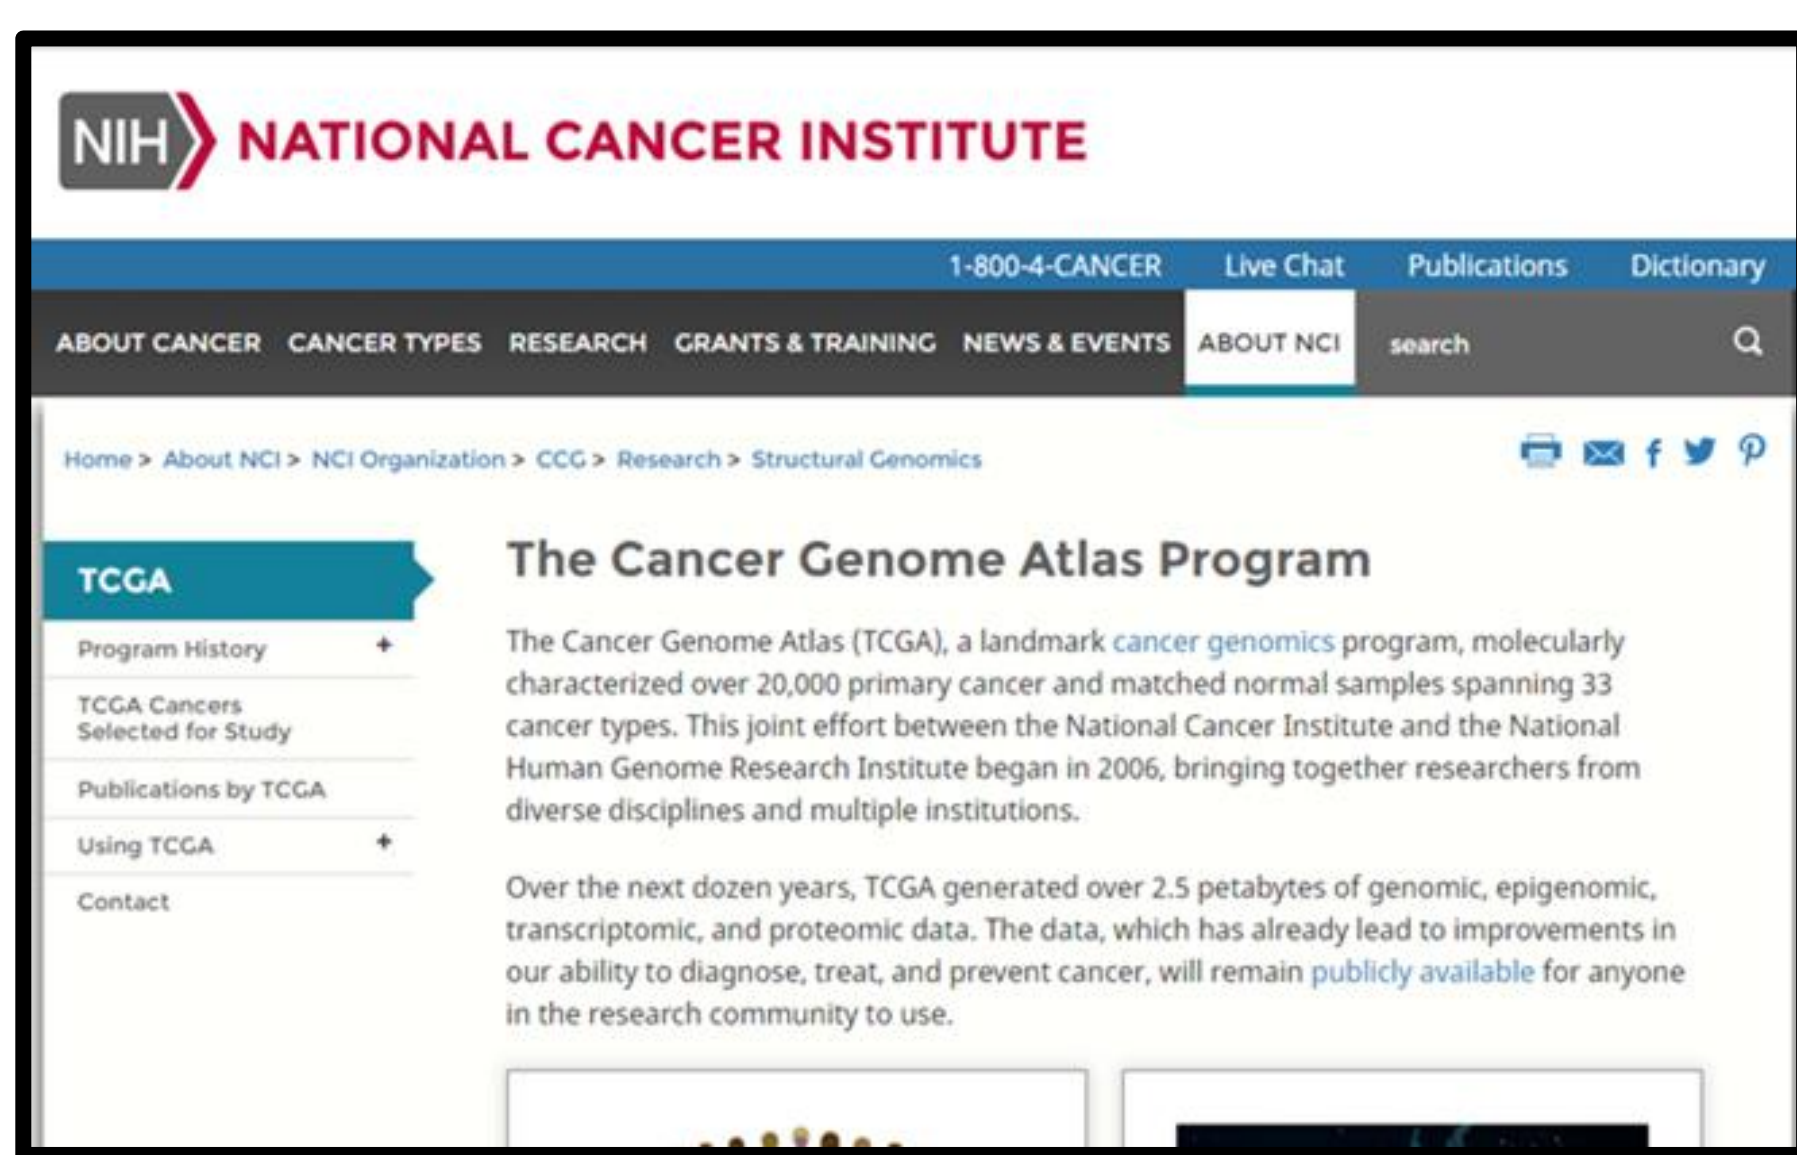 NIH NATIONAL CANCER INSTITUTE
1-800-4-CANCER Live Chat Publications Dictionary
ABOUT CANCER CANCER TYPES RESEARCH GRANTS & TRAINING NEWS & EVENTS ABOUT NCI search
Home > About NCI > NCI Organization > CCG > Research > Structural Genomics
TCGA
Program History +
TCGA Cancers
Selected for Study
Publications by TCGA
Using TCGA +
Contact
The Cancer Genome Atlas Program
The Cancer Genome Atlas (TCGA), a landmark cancer genomics program, molecularly
characterized over 20,000 primary cancer and matched normal samples spanning 33
cancer types. This joint effort between the National Cancer Institute and the National
Human Genome Research Institute began in 2006, bringing together researchers from
diverse disciplines and multiple institutions.
Over the next dozen years, TCGA generated over 2.5 petabytes of genomic, epigenomic,
transcriptomic, and proteomic data. The data, which has already lead to improvements in
our ability to diagnose, treat, and prevent cancer, will remain publicly available for anyone
in the research community to use.